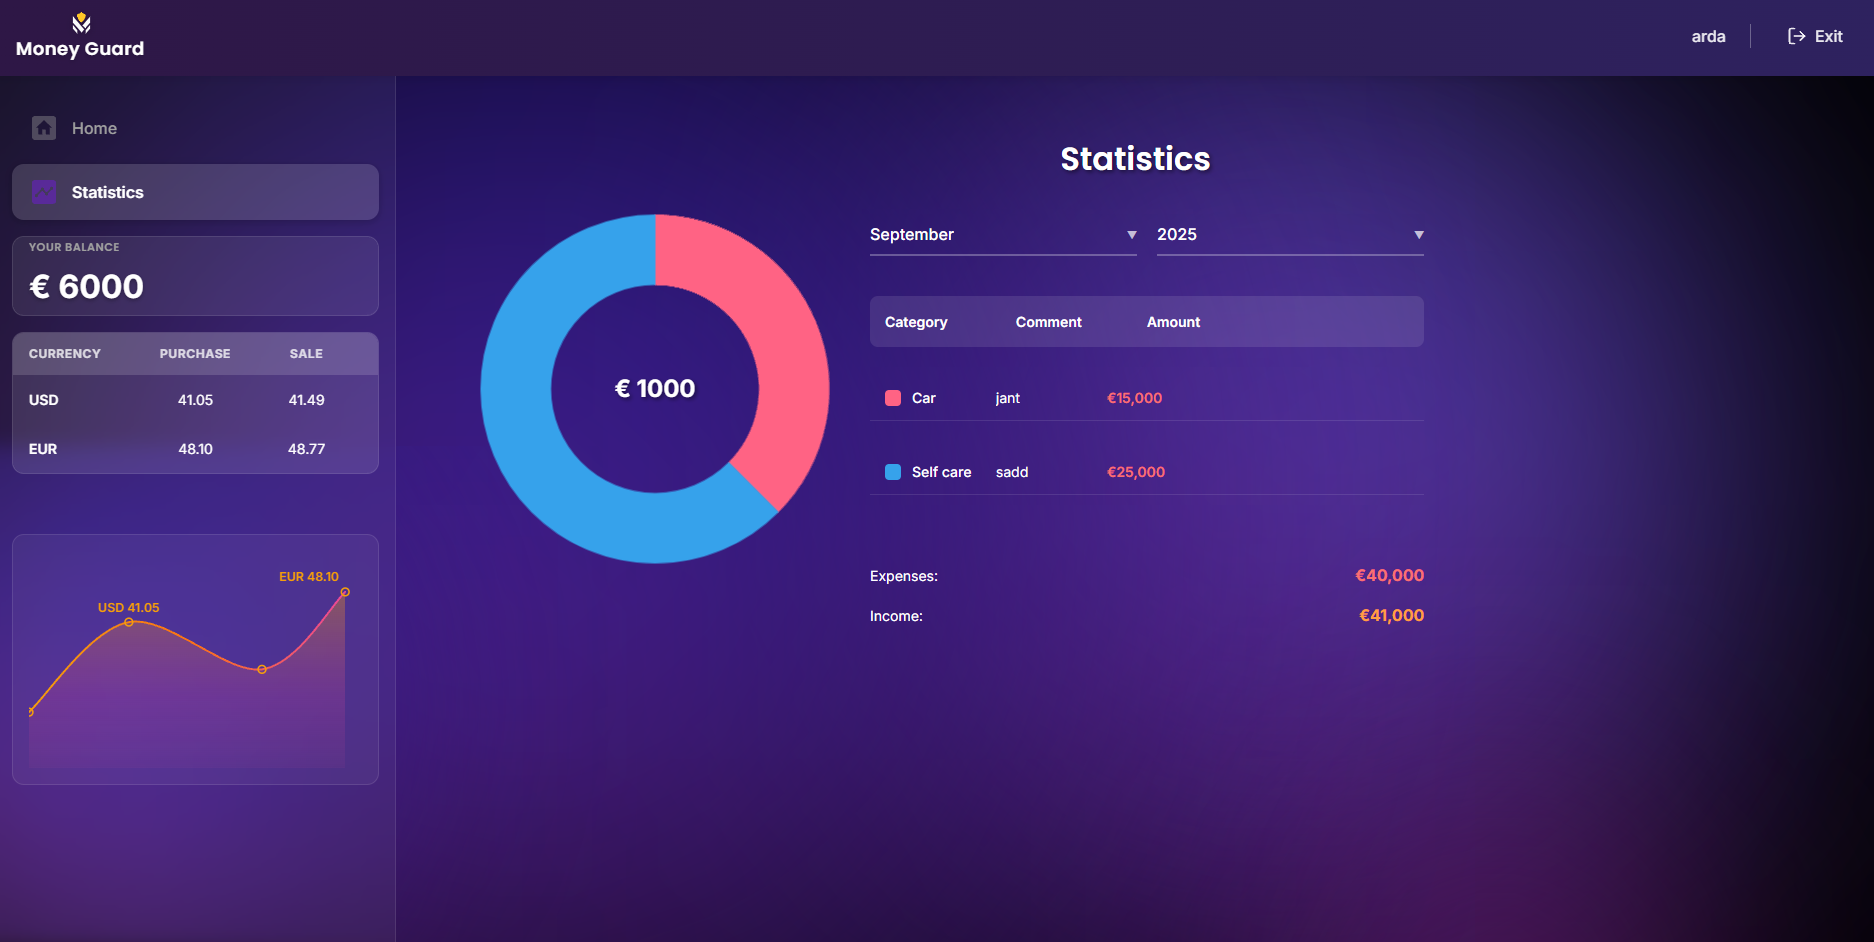 Money Guard
arda
Exit
Home
Statistics
YOUR BALANCE
€ 6000
CURRENCY PURCHASE SALE
USD 41.05 41.49
EUR 48.10 48.77
EUR 48.10
USD 41.05
Statistics
September ▼ 2025 ▼
€ 1000
Category Comment Amount
Car jant €15,000
Self care sadd €25,000
Expenses: €40,000
Income: €41,000